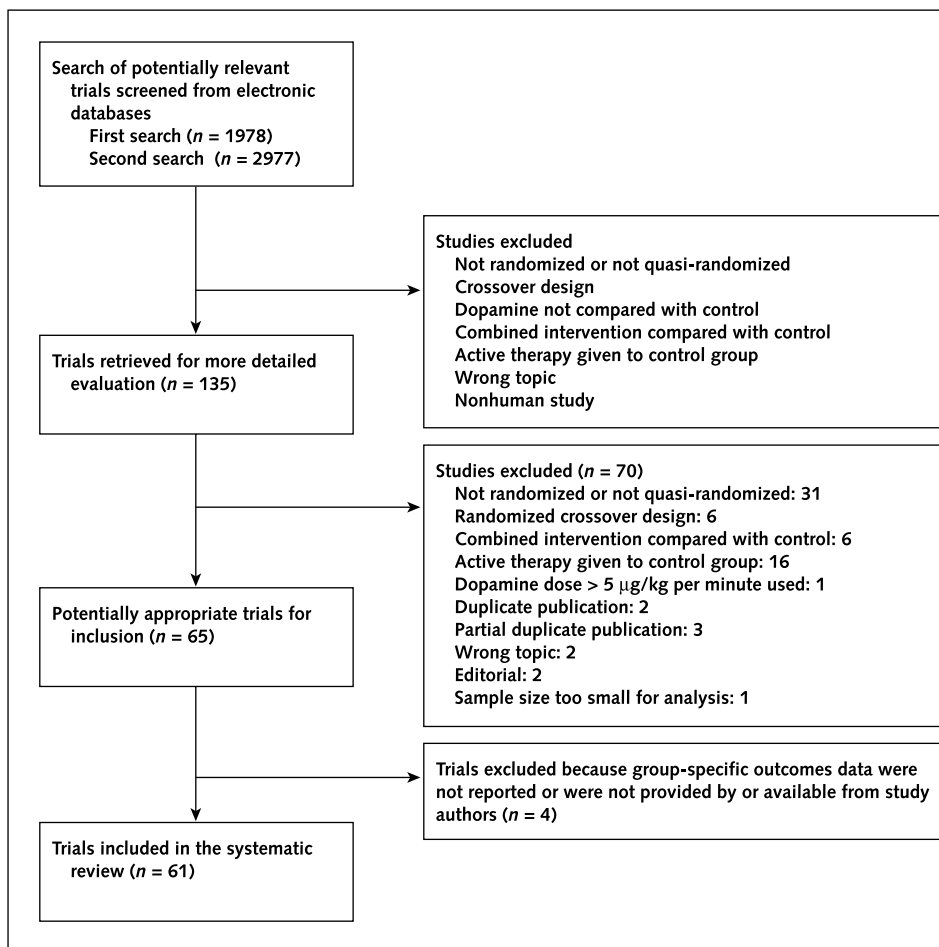 Search of potentially relevant
trials screened from electronic
databases
First search (n = 1978)
Second search (n = 2977)
Studies excluded
Not randomized or not quasi-randomized
Crossover design
Dopamine not compared with control
Combined intervention compared with control
Active therapy given to control group
Wrong topic
Nonhuman study
Trials retrieved for more detailed
evaluation (n = 135)
Studies excluded (n = 70)
Not randomized or not quasi-randomized: 31
Randomized crossover design: 6
Combined intervention compared with control: 6
Active therapy given to control group: 16
Dopamine dose > 5 μg/kg per minute used: 1
Duplicate publication: 2
Partial duplicate publication: 3
Wrong topic: 2
Editorial: 2
Sample size too small for analysis: 1
Potentially appropriate trials for
inclusion (n = 65)
Trials excluded because group-specific outcomes data were
not reported or were not provided by or available from study
authors (n = 4)
Trials included in the systematic
review (n = 61)